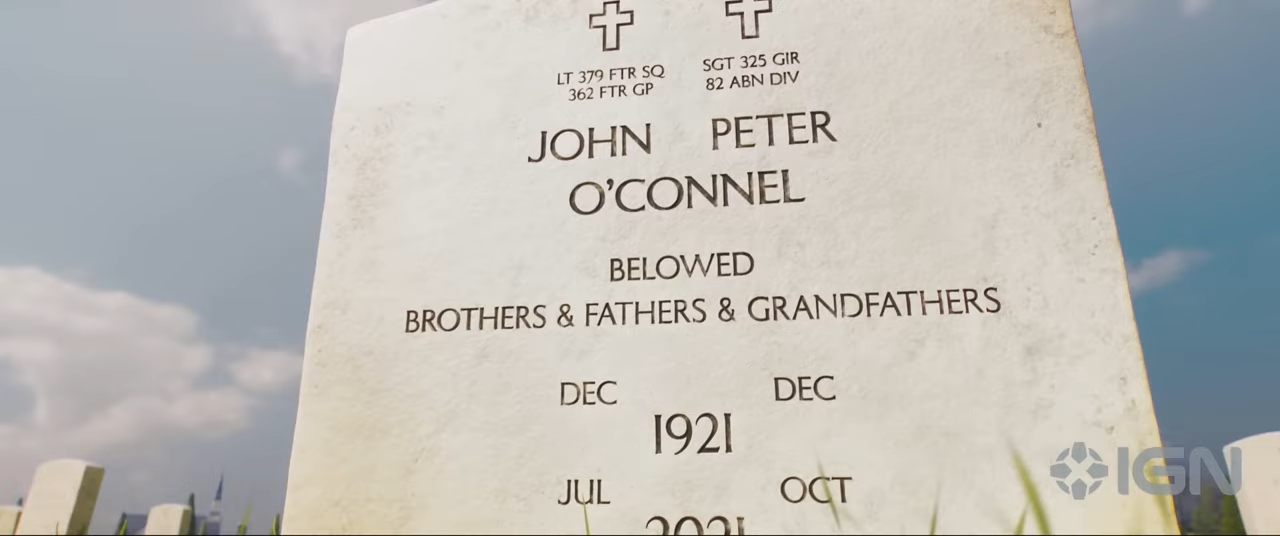 LT 379 FTR SQ SGT 325 GIR
362 FTR GP 82 ABN DIV
JOHN PETER
O'CONNEL
BELOWED
BROTHERS & FATHERS & GRANDFATHERS
DEC DEC
1921
JUL OCT
2021
IGN